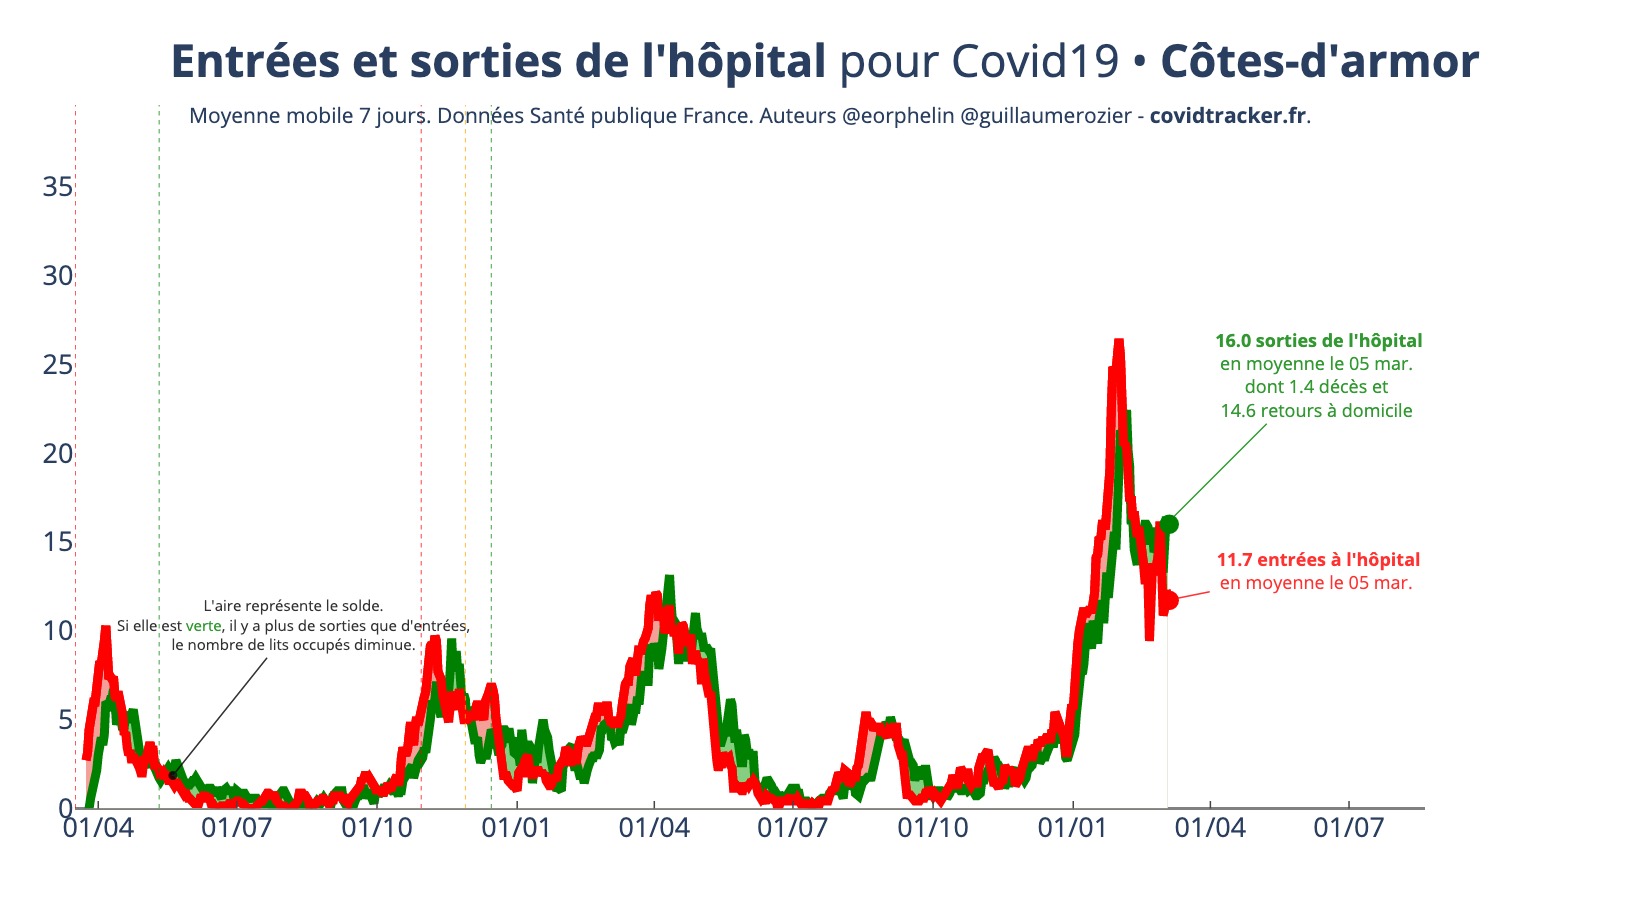 Entrées et sorties de l'hôpital pour Covid19 • Côtes-d'armor
Moyenne mobile 7 jours. Données Santé publique France. Auteurs @eorphelin @guillaumerozier - covidtracker.fr.
35
30
25
20
15
10
5
0
16.0 sorties de l'hôpital
en moyenne le 05 mar.
dont 1.4 décès et
14.6 retours à domicile
11.7 entrées à l'hôpital
en moyenne le 05 mar.
L'aire représente le solde.
Si elle est verte, il y a plus de sorties que d'entrées,
le nombre de lits occupés diminue.
01/04 01/07 01/10 01/01 01/04 01/07 01/10 01/01 01/04 01/07